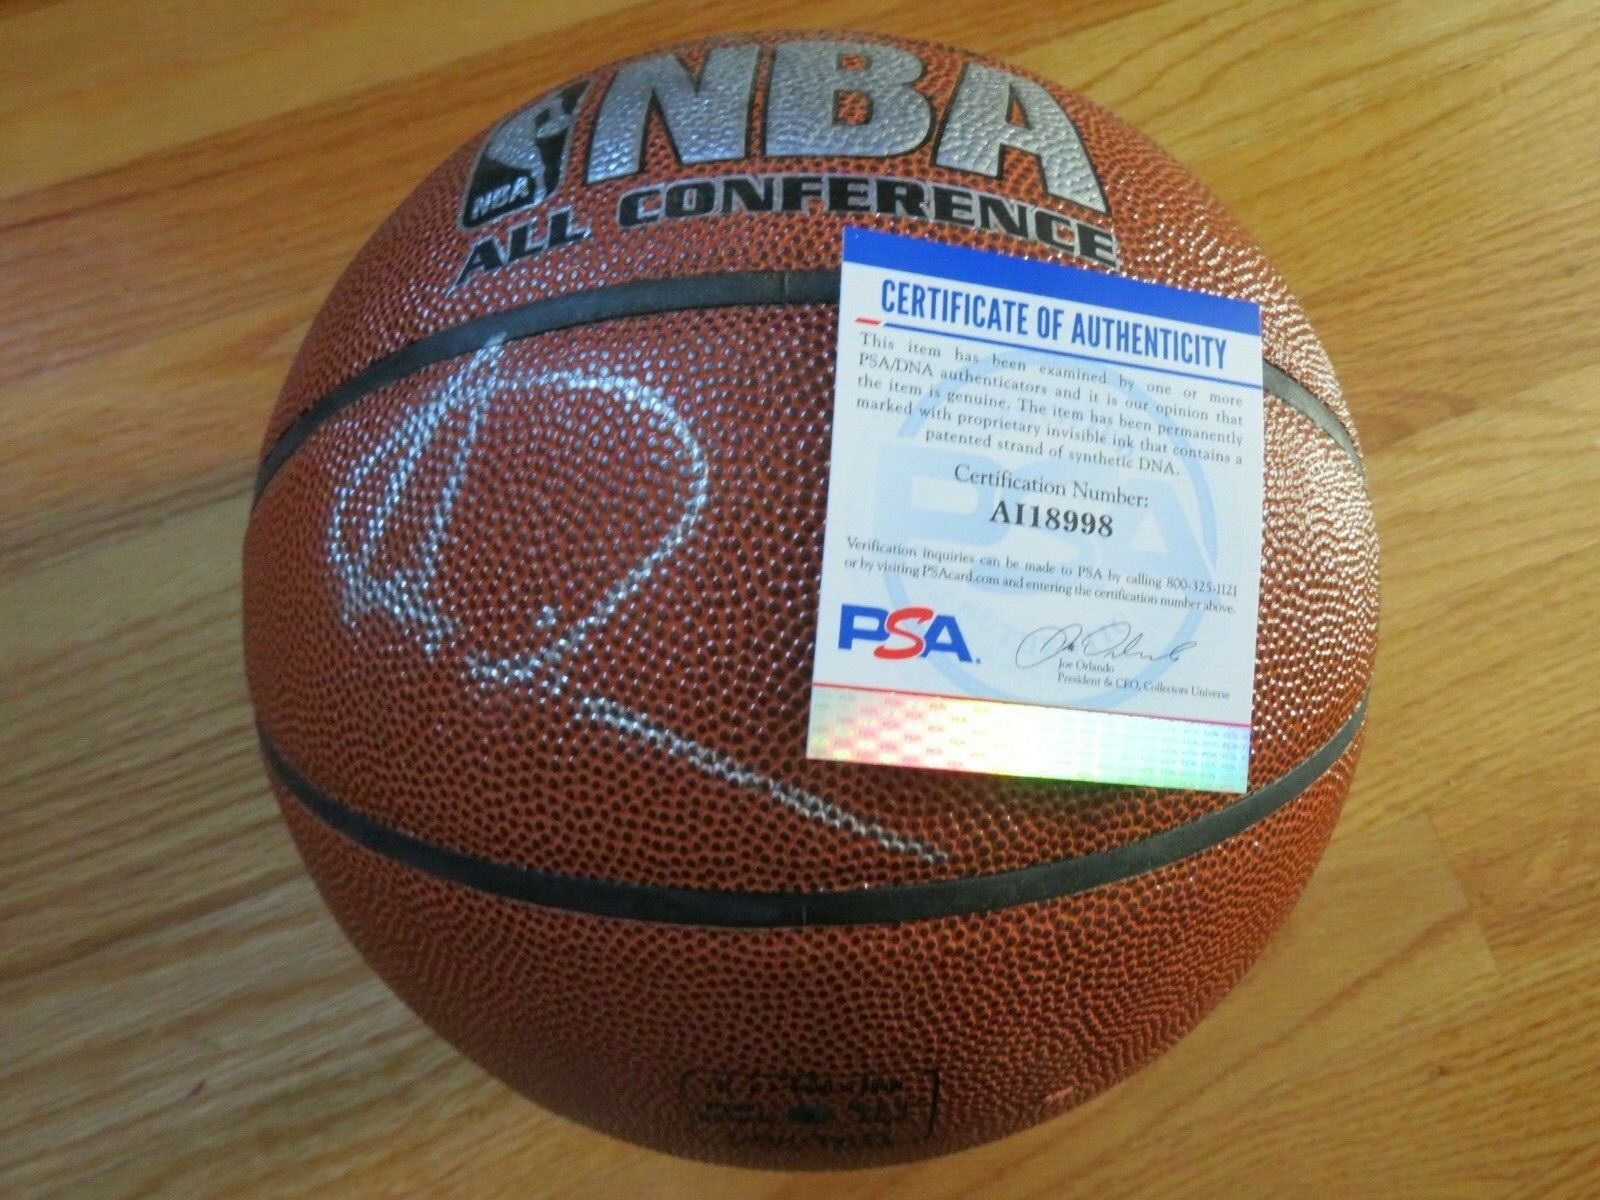 NBA
NBA
ALL CONFERENCE
CERTIFICATE OF AUTHENTICITY
This item has been examined by one or more
PSA/DNA authenticators and it is our opinion that
the item is genuine. The item has been permanently
marked with proprietary invisible ink that contains a
patented strand of synthetic DNA.
Certification Number:
AI18998
Verification inquiries can be made to PSA by calling 800-325-1121
or by visiting PSAcard.com and entering the certification number above.
PSA.
Joe Orlando
President & CEO, Collectors Universe